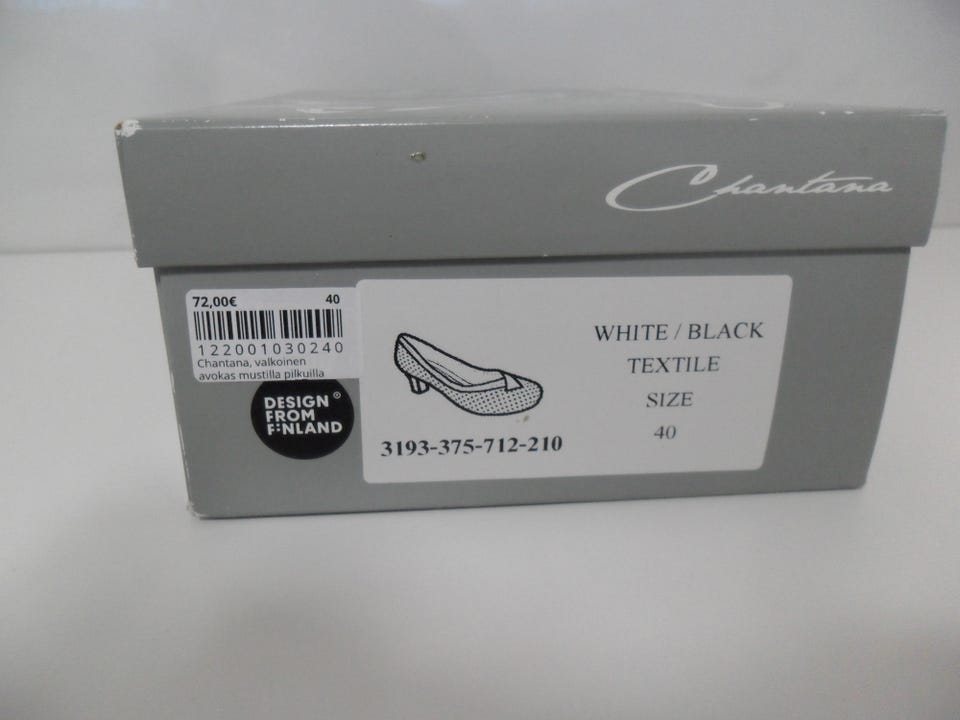 Chantana
72,00€ 40
122001030240
Chantana, valkoinen
avokas mustilla pilkuilla
DESIGN ®
FROM
FINLAND
WHITE / BLACK
TEXTILE
SIZE
40
3193-375-712-210